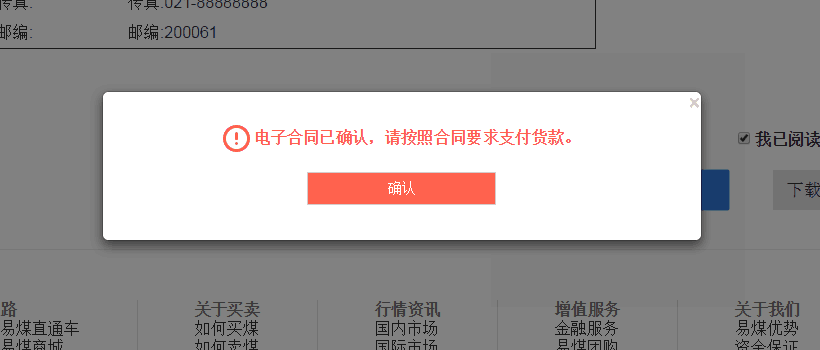 传真: 传真:021-88888888
邮编: 邮编:200061
×
电子合同已确认，请按照合同要求支付货款。
我已阅读
确认
下载
路 关于买卖 行情资讯 增值服务 关于我们
易煤直通车 如何买煤 国内市场 金融服务 易煤优势
易煤商城 如何卖煤 国际市场 易煤团购 资金保证